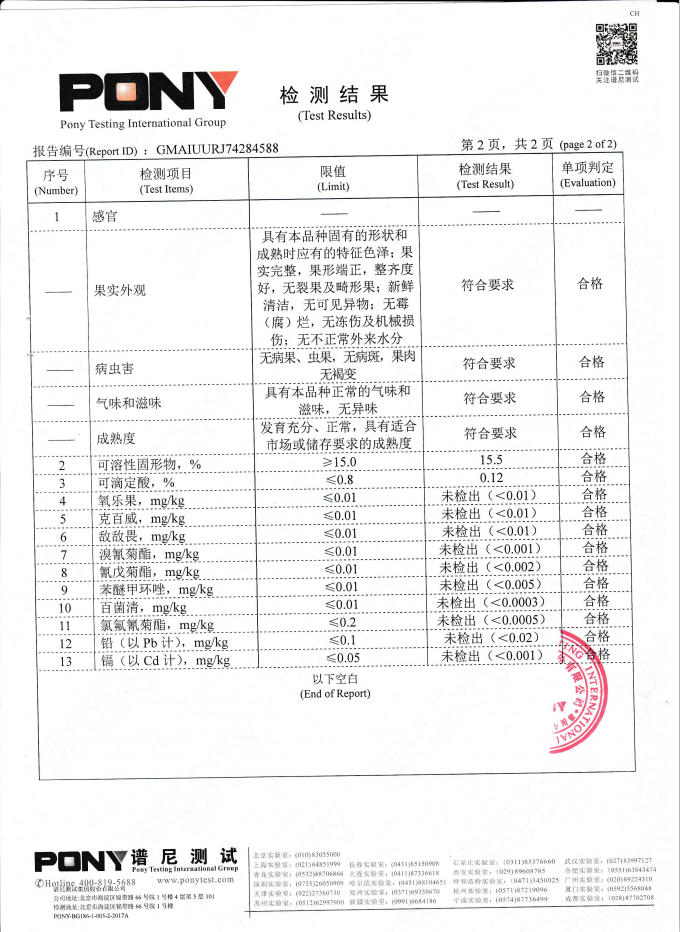 CH
扫微信二维码
关注谱尼测试
PONY
Pony Testing International Group
检测结果
(Test Results)
报告编号(Report ID) : GMAIUURJ74284588
第 2 页，共 2 页 (page 2 of 2)
序号 (Number) 检测项目 (Test Items) 限值 (Limit) 检测结果 (Test Result) 单项判定 (Evaluation)
1 感官 —— —— ——
—— 果实外观 具有本品种固有的形状和
成熟时应有的特征色泽；果
实完整，果形端正，整齐度
好，无裂果及畸形果；新鲜
清洁，无可见异物；无霉
（腐）烂，无冻伤及机械损
伤；无不正常外来水分
符合要求 合格
—— 病虫害 无病果、虫果，无病斑，果肉
无褐变 符合要求 合格
—— 气味和滋味 具有本品种正常的气味和
滋味，无异味 符合要求 合格
—— 成熟度 发育充分、正常，具有适合
市场或储存要求的成熟度 符合要求 合格
2 可溶性固形物，% ≥15.0 15.5 合格
3 可滴定酸，% ≤0.8 0.12 合格
4 氧乐果，mg/kg ≤0.01 未检出（<0.01） 合格
5 克百威，mg/kg ≤0.01 未检出（<0.01） 合格
6 敌敌畏，mg/kg ≤0.01 未检出（<0.01） 合格
7 溴氰菊酯，mg/kg ≤0.01 未检出（<0.001） 合格
8 氰戊菊酯，mg/kg ≤0.01 未检出（<0.002） 合格
9 苯醚甲环唑，mg/kg ≤0.01 未检出（<0.005） 合格
10 百菌清，mg/kg ≤0.01 未检出（<0.0003） 合格
11 氯氟氰菊酯，mg/kg ≤0.2 未检出（<0.0005） 合格
12 铅（以 Pb 计），mg/kg ≤0.1 未检出（<0.02） 合格
13 镉（以 Cd 计），mg/kg ≤0.05 未检出（<0.001） 合格
以下空白
(End of Report)
INTERNATIONAL
有限公司
PONY 谱尼测试
Pony Testing International Group
Hotline 400-819-5688 www.ponytest.com
谱尼测试集团股份有限公司
公司地址:北京市海淀区锦带路 66 号院 1 号楼 4 层第 5 层 101
检测地址:北京市海淀区锦带路 66 号院 1 号楼
PONY-BG186-1-005-2-2017A
北京实验室: (010)83055000
上海实验室: (021)64851999 长春实验室: (0431)85150908 石家庄实验室: (0311)85376660 武汉实验室: (027)83997127
青岛实验室: (0532)88706866 大连实验室: (0411)87336618 西安实验室: (029)89608785 合肥实验室: (0551)63843474
深圳实验室: (0755)26050909 哈尔滨实验室: (0451)88104651 呼和浩特实验室: (0471)3450025 广州实验室: (020)89224310
天津实验室: (022)27360730 郑州实验室: (0371)69350670 杭州实验室: (0571)87219096 厦门实验室: (0592)5568048
苏州实验室: (0512)62997900 新疆实验室: (0991)6684186 宁波实验室: (0574)87736499 成都实验室: (028)87702708